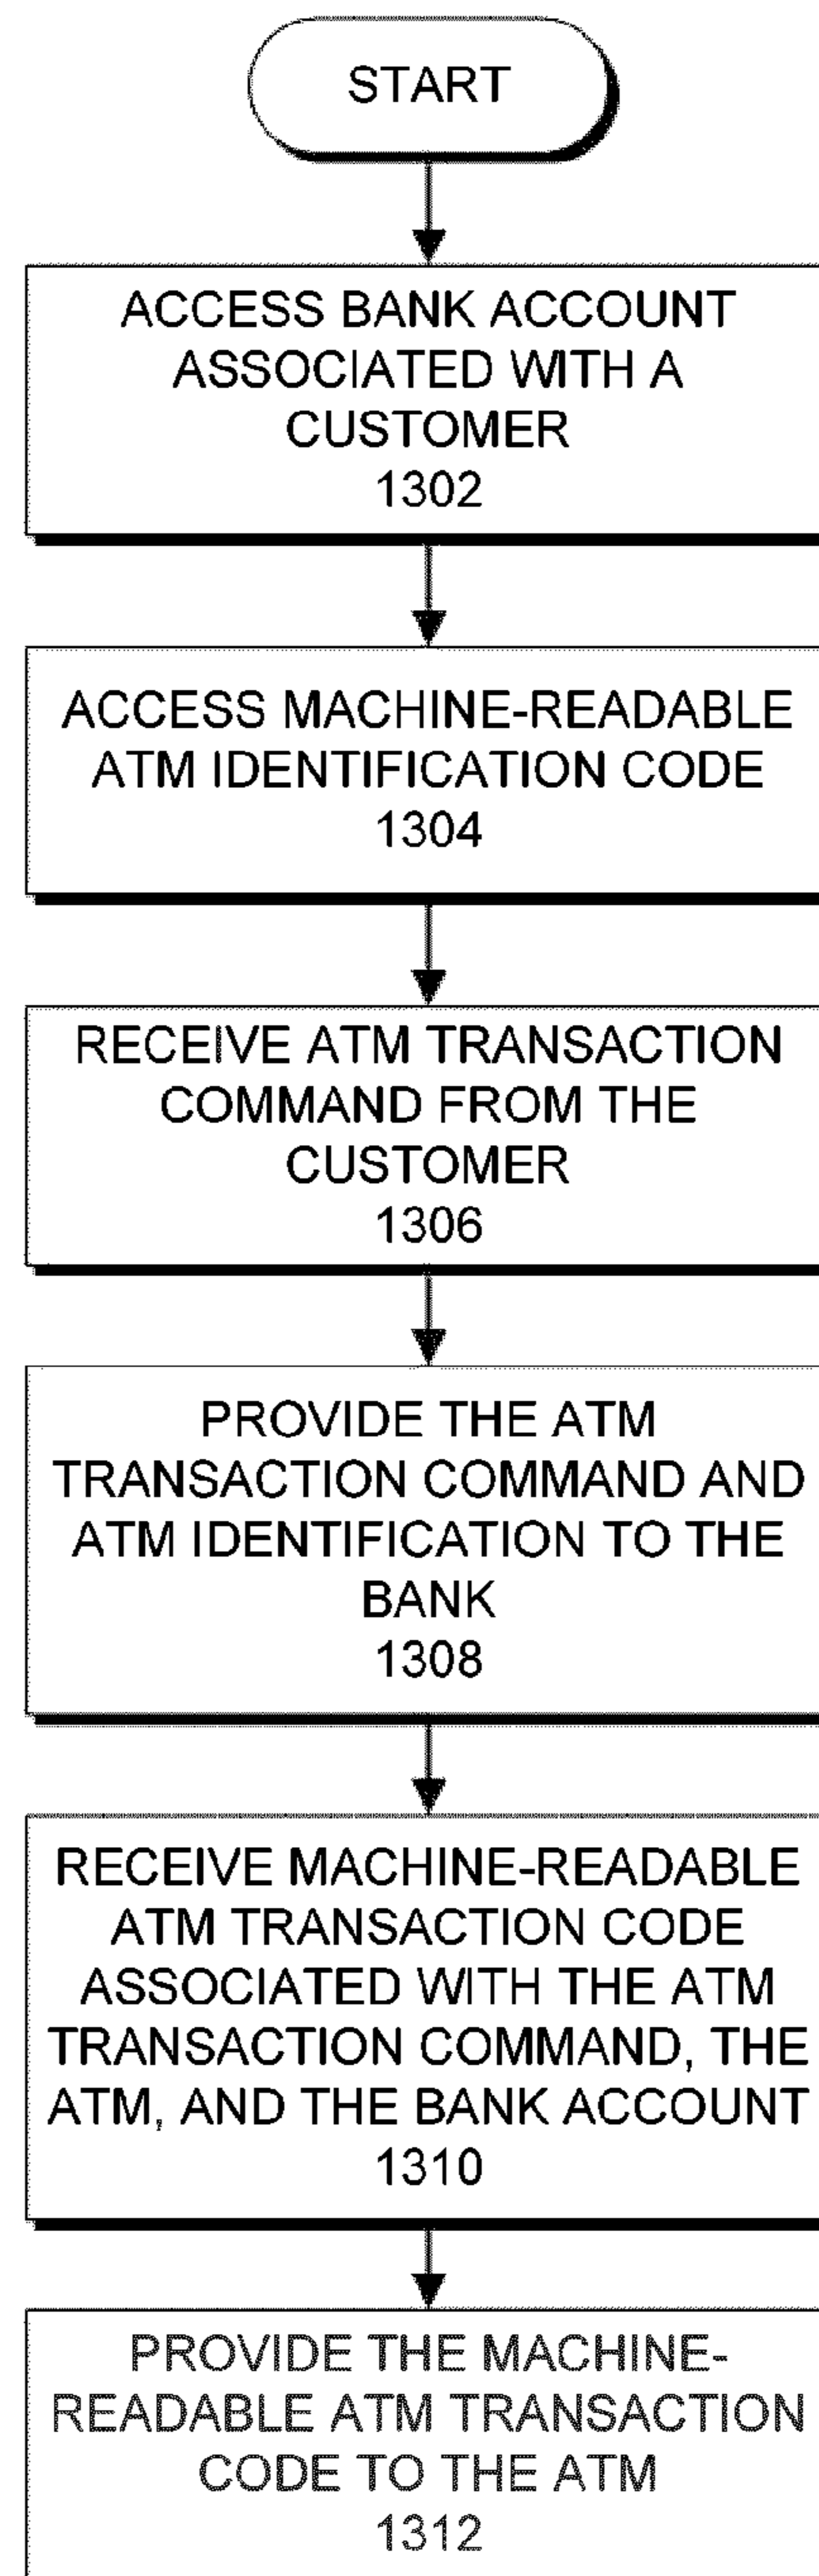 START
ACCESS BANK ACCOUNT
ASSOCIATED WITH A
CUSTOMER
1302
ACCESS MACHINE-READABLE
ATM IDENTIFICATION CODE
1304
RECEIVE ATM TRANSACTION
COMMAND FROM THE
CUSTOMER
1306
PROVIDE THE ATM
TRANSACTION COMMAND AND
ATM IDENTIFICATION TO THE
BANK
1308
RECEIVE MACHINE-READABLE
ATM TRANSACTION CODE
ASSOCIATED WITH THE ATM
TRANSACTION COMMAND, THE
ATM, AND THE BANK ACCOUNT
1310
PROVIDE THE MACHINE-
READABLE ATM TRANSACTION
CODE TO THE ATM
1312